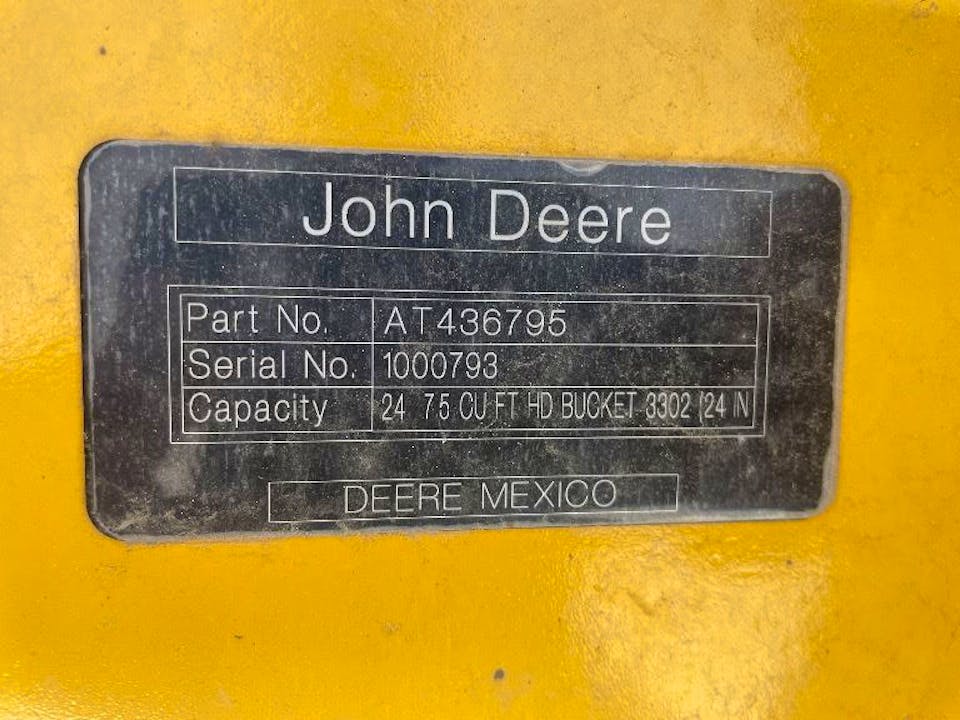 John Deere
Part No. AT436795
Serial No. 1000793
Capacity 24 7.5 CU FT HD BUCKET 3302 (24 IN
DEERE MEXICO